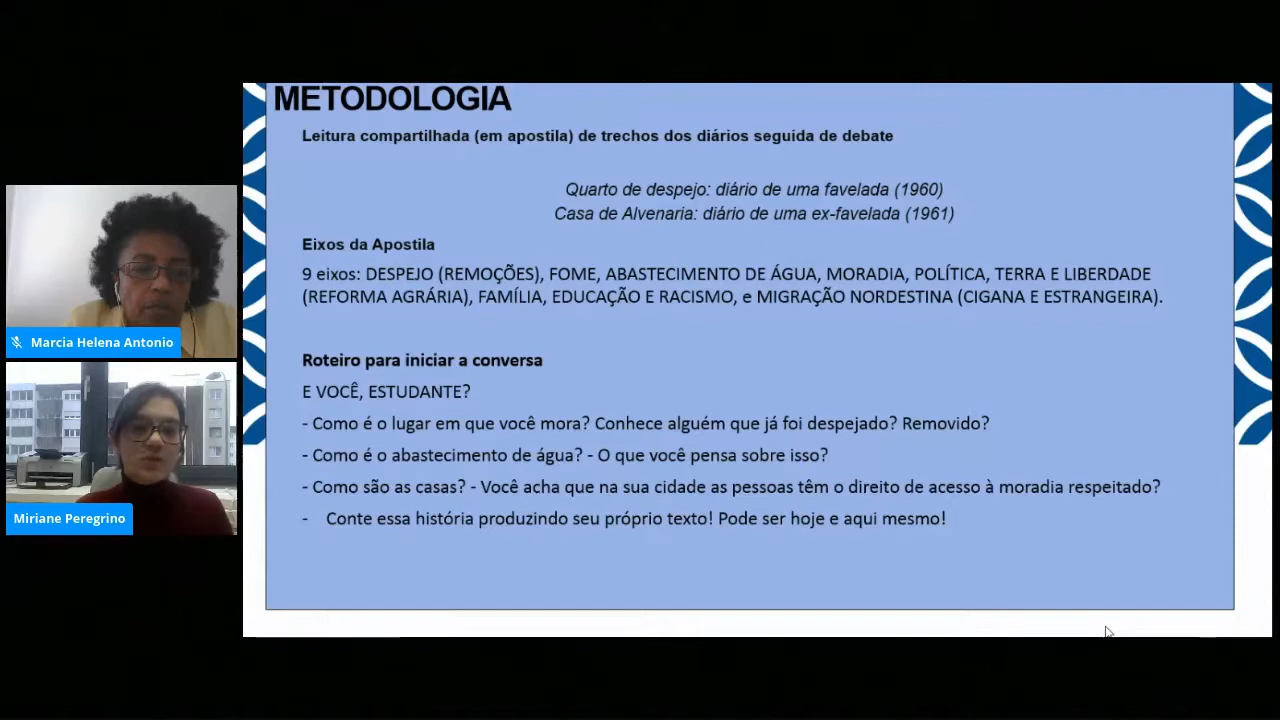 METODOLOGIA
Leitura compartilhada (em apostila) de trechos dos diários seguida de debate
Quarto de despejo: diário de uma favelada (1960)
Casa de Alvenaria: diário de uma ex-favelada (1961)
Eixos da Apostila
9 eixos: DESPEJO (REMOÇÕES), FOME, ABASTECIMENTO DE ÁGUA, MORADIA, POLÍTICA, TERRA E LIBERDADE
(REFORMA AGRÁRIA), FAMÍLIA, EDUCAÇÃO E RACISMO, e MIGRAÇÃO NORDESTINA (CIGANA E ESTRANGEIRA).
Roteiro para iniciar a conversa
E VOCÊ, ESTUDANTE?
- Como é o lugar em que você mora? Conhece alguém que já foi despejado? Removido?
- Como é o abastecimento de água? - O que você pensa sobre isso?
- Como são as casas? - Você acha que na sua cidade as pessoas têm o direito de acesso à moradia respeitado?
- Conte essa história produzindo seu próprio texto! Pode ser hoje e aqui mesmo!
Marcia Helena Antonio
Miriane Peregrino